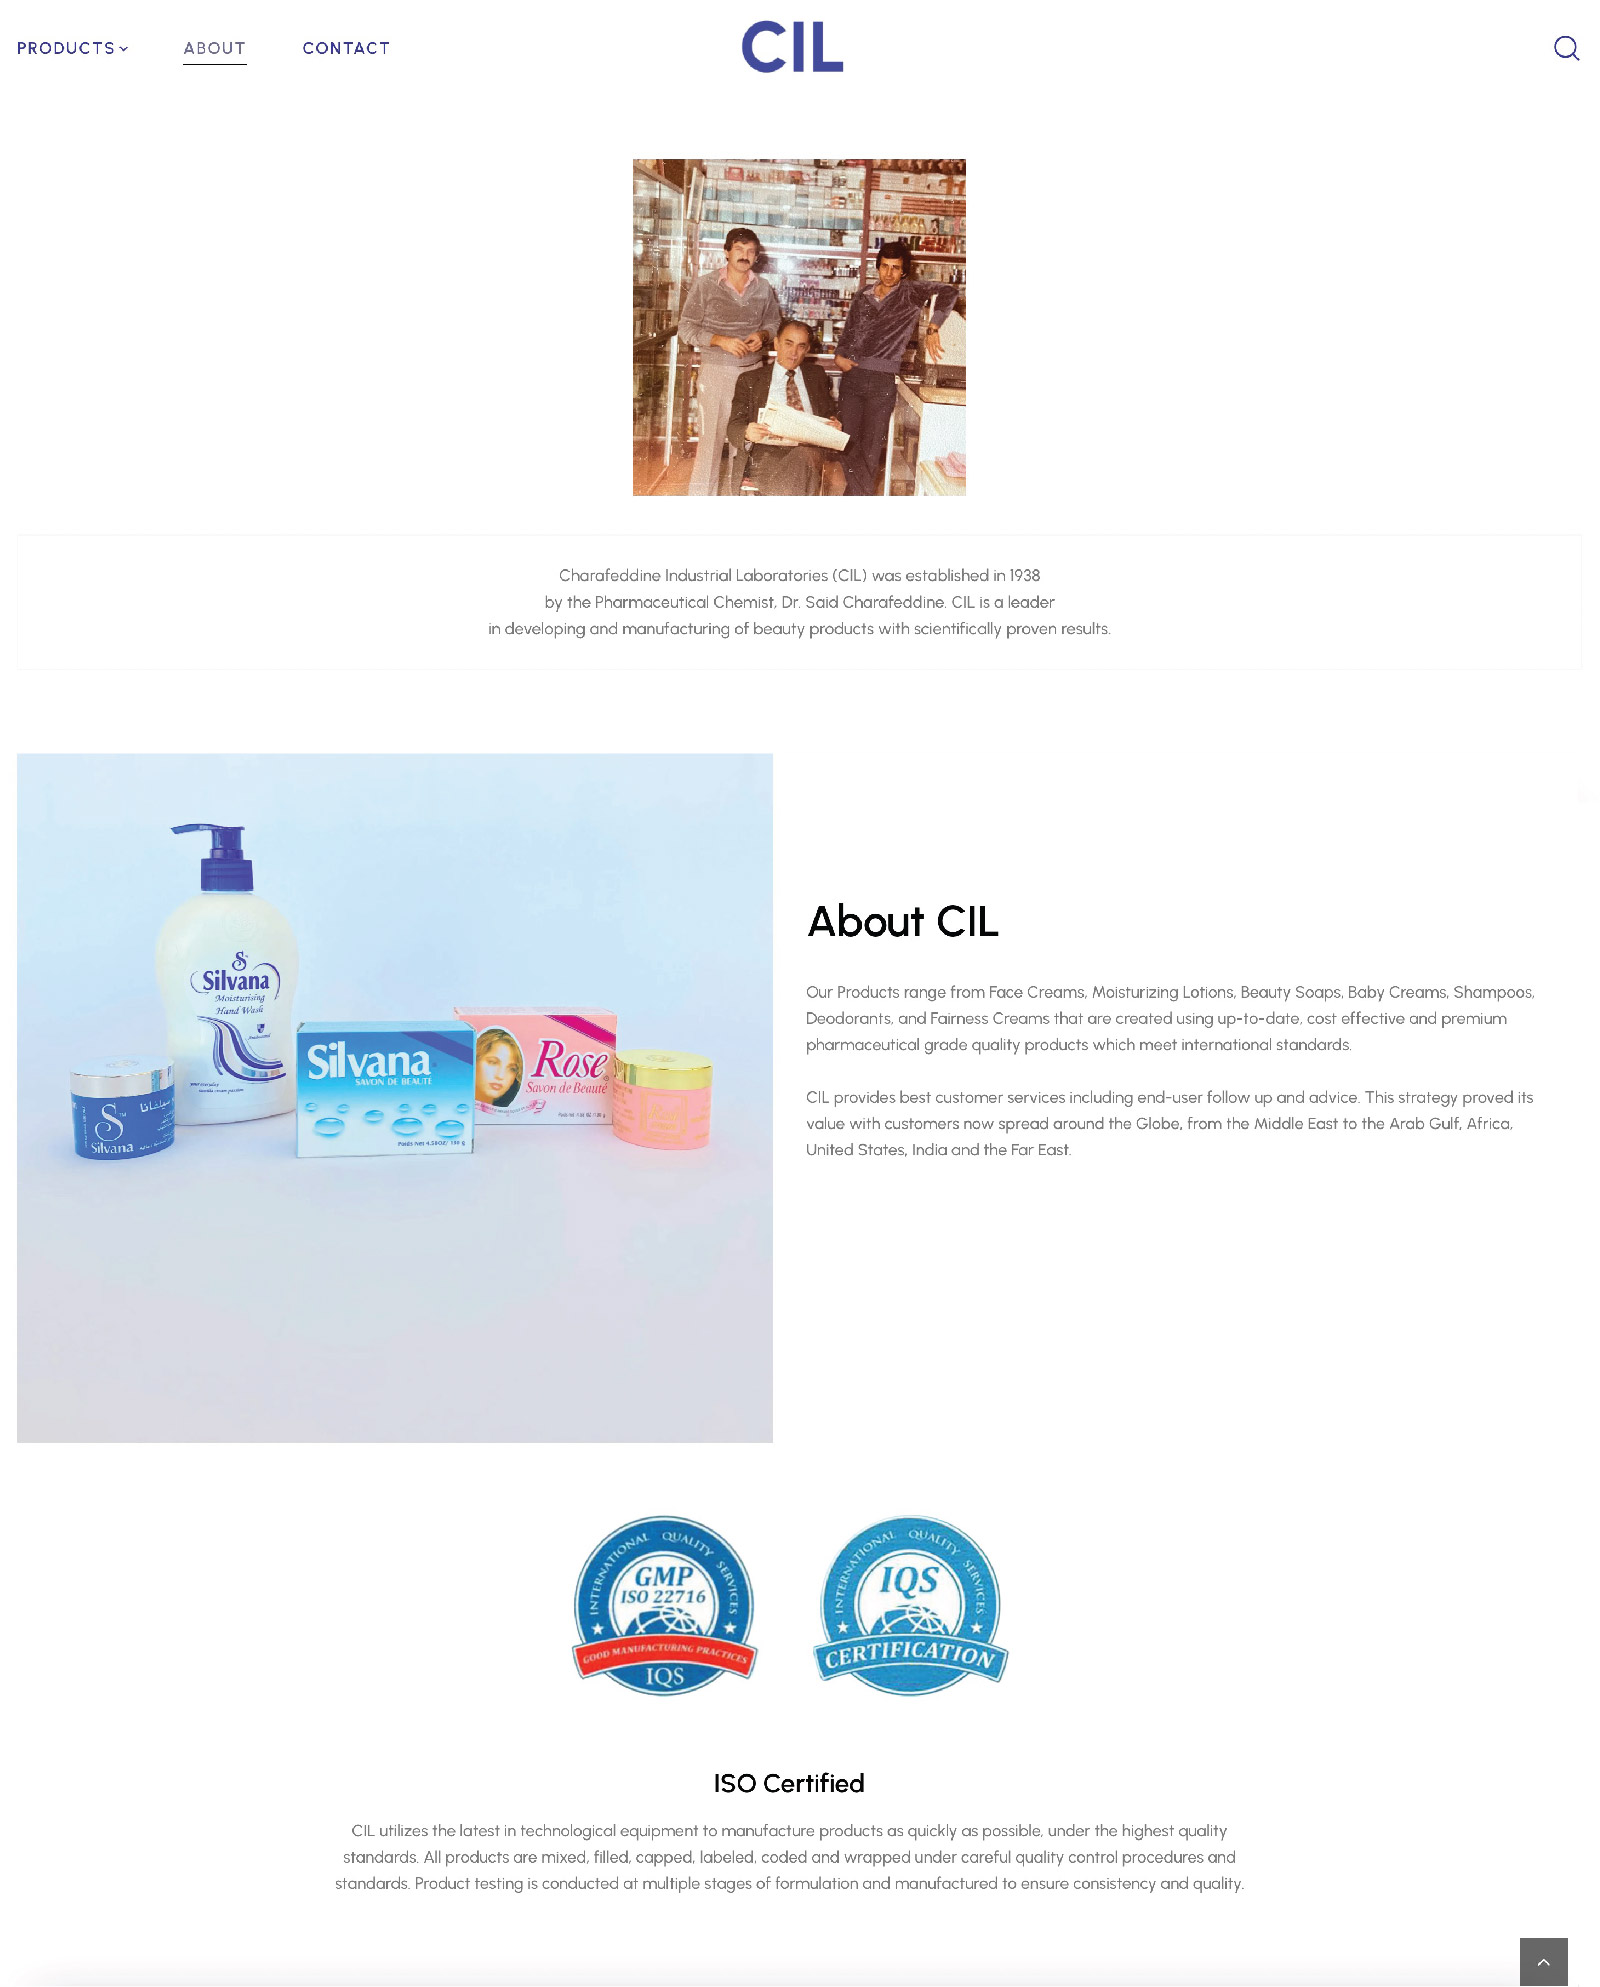 PRODUCTS
ABOUT
CONTACT
CIL
Charafeddine Industrial Laboratories (CIL) was established in 1938
by the Pharmaceutical Chemist, Dr. Said Charafeddine. CIL is a leader
in developing and manufacturing of beauty products with scientifically proven results.
S
Silvana
Moisturising
Hand Wash
Silvana
SAVON DE BEAUTE
Poids Net 4.58OZ/ 130 g
Rose
Savon de Beauté
سيلفانا
S
Silvana
About CIL
Our Products range from Face Creams, Moisturizing Lotions, Beauty Soaps, Baby Creams, Shampoos,
Deodorants, and Fairness Creams that are created using up-to-date, cost effective and premium
pharmaceutical grade quality products which meet international standards.
CIL provides best customer services including end-user follow up and advice. This strategy proved its
value with customers now spread around the Globe, from the Middle East to the Arab Gulf, Africa,
United States, India and the Far East.
INTERNATIONAL QUALITY SERVICES
GMP
ISO 22716
GOOD MANUFACTURING PRACTICES
IQS
INTERNATIONAL QUALITY SERVICES
IQS
CERTIFICATION
ISO Certified
CIL utilizes the latest in technological equipment to manufacture products as quickly as possible, under the highest quality
standards. All products are mixed, filled, capped, labeled, coded and wrapped under careful quality control procedures and
standards. Product testing is conducted at multiple stages of formulation and manufactured to ensure consistency and quality.